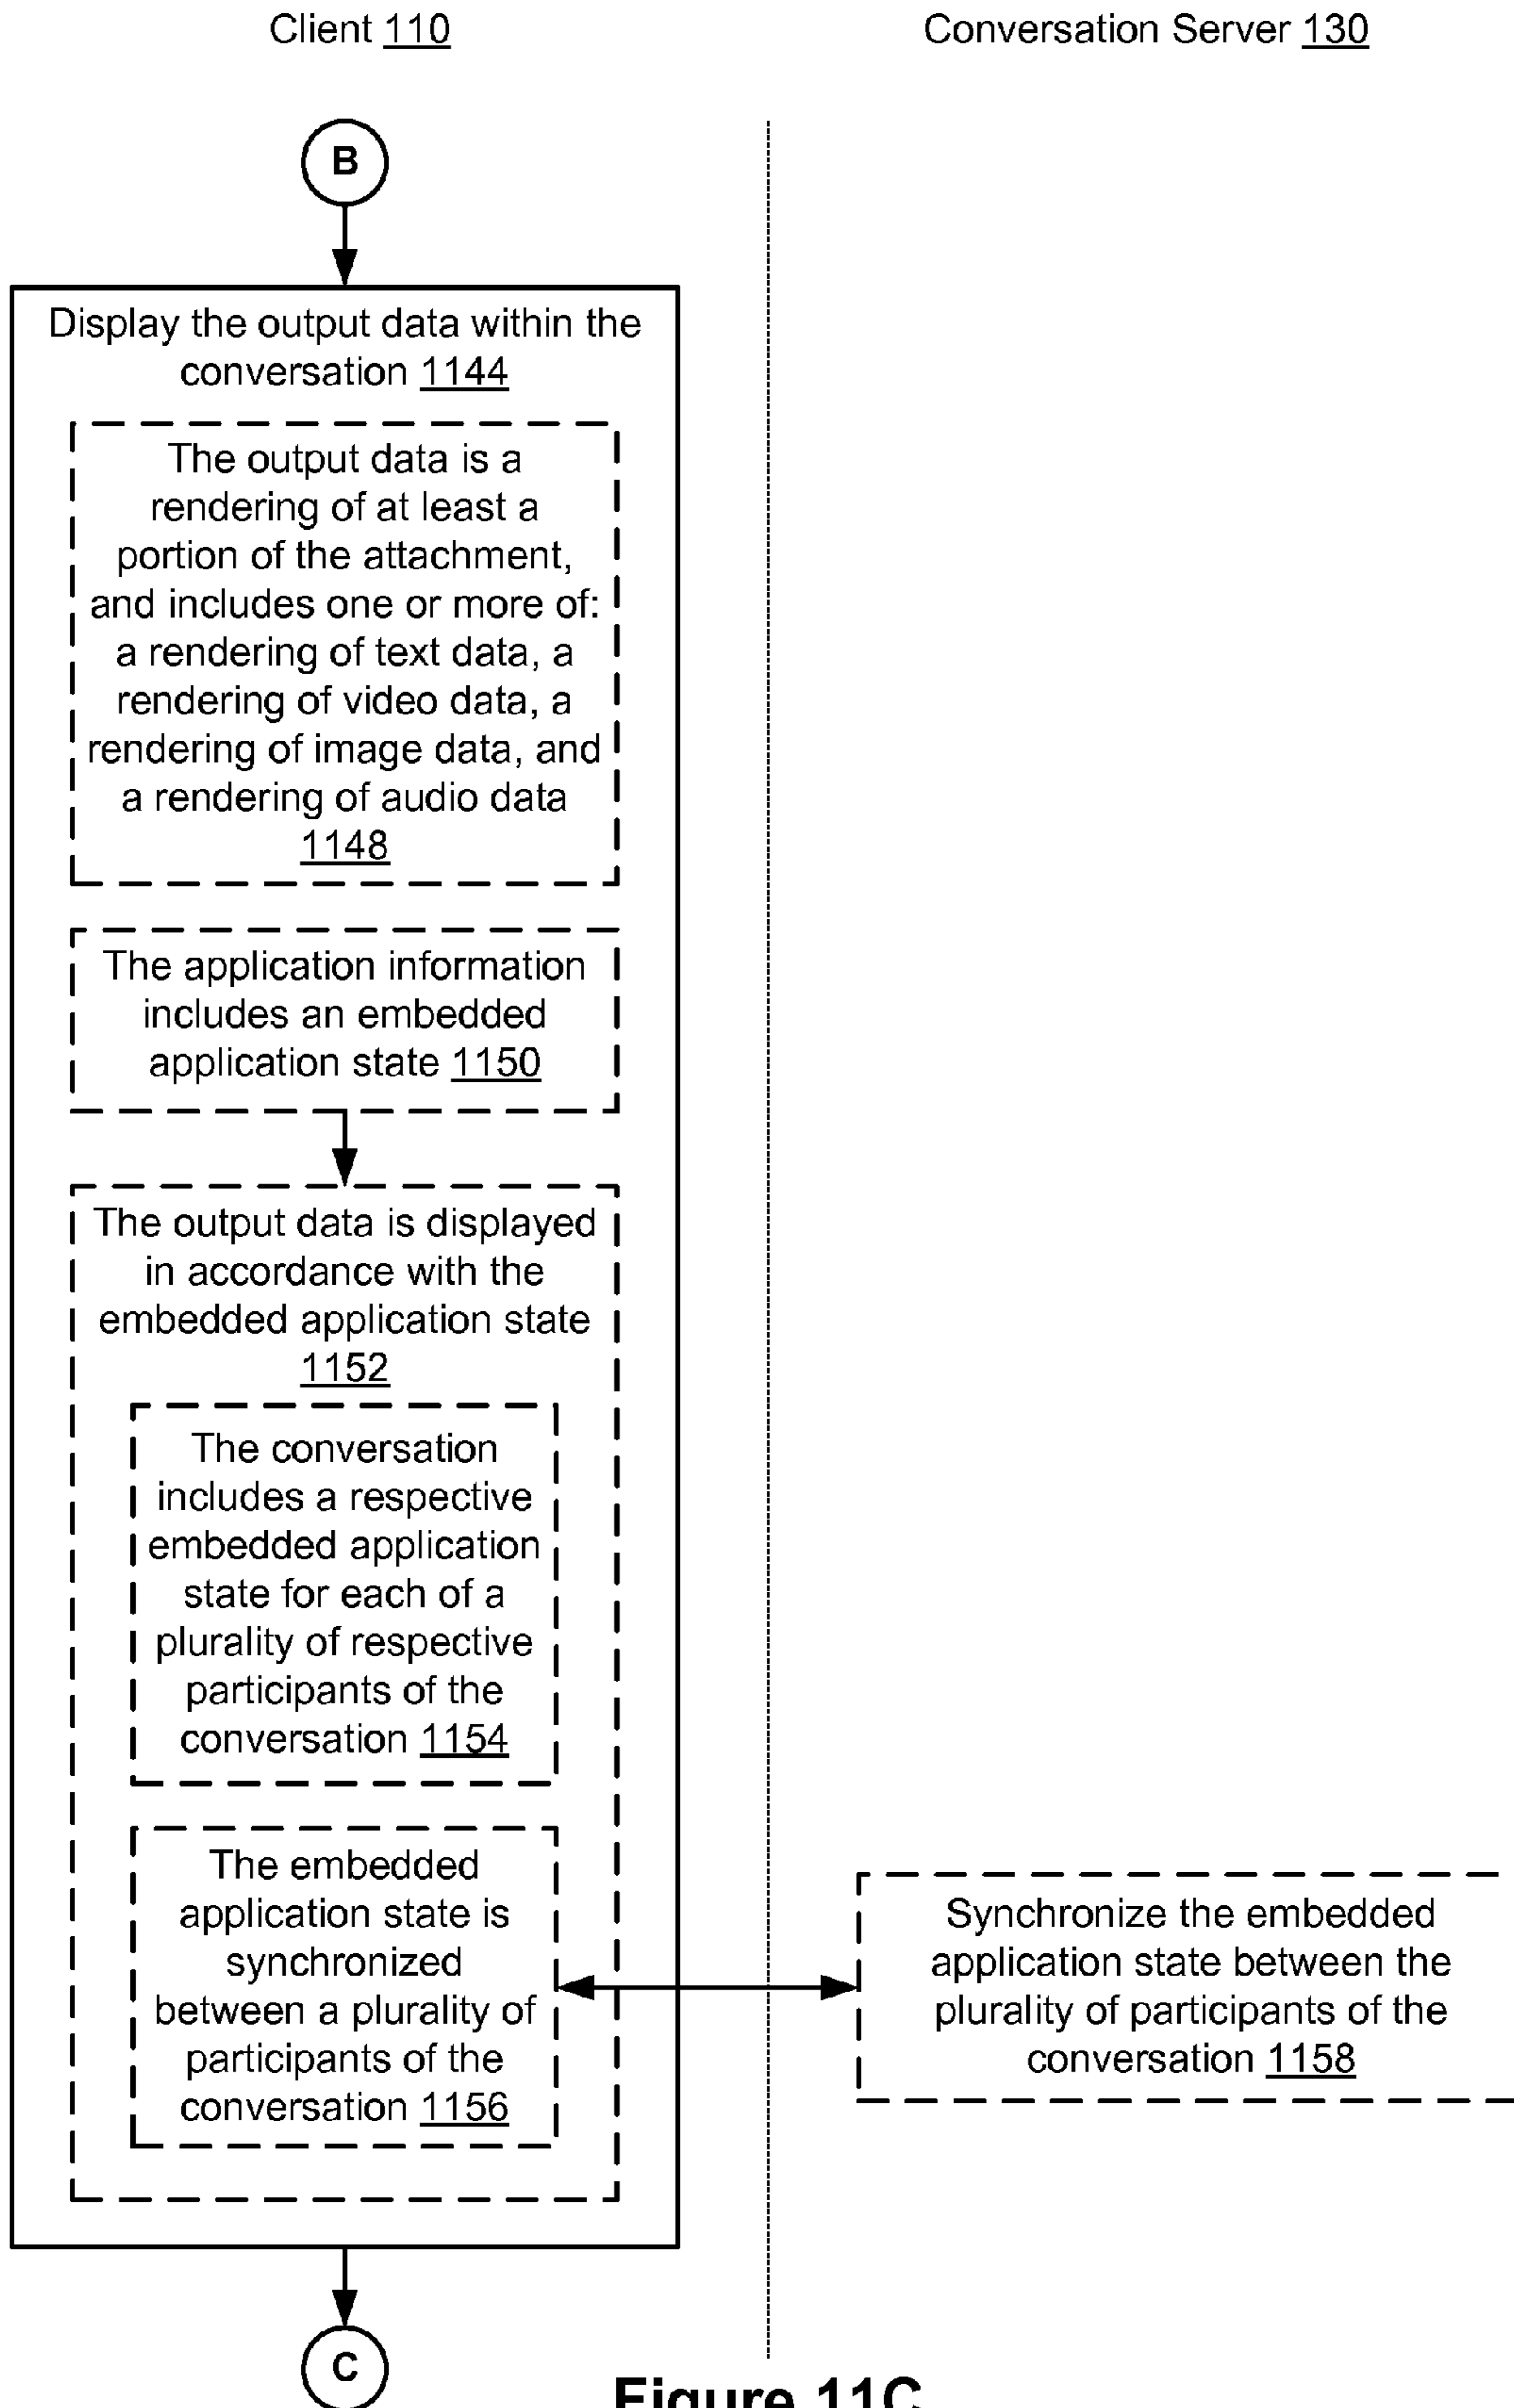 Client 110
Conversation Server 130
B
Display the output data within the
conversation 1144
The output data is a
rendering of at least a
portion of the attachment,
and includes one or more of:
a rendering of text data, a
rendering of video data, a
rendering of image data, and
a rendering of audio data
1148
The application information
includes an embedded
application state 1150
The output data is displayed
in accordance with the
embedded application state
1152
The conversation
includes a respective
embedded application
state for each of a
plurality of respective
participants of the
conversation 1154
The embedded
application state is
synchronized
between a plurality of
participants of the
conversation 1156
Synchronize the embedded
application state between the
plurality of participants of the
conversation 1158
C
Figure 11C